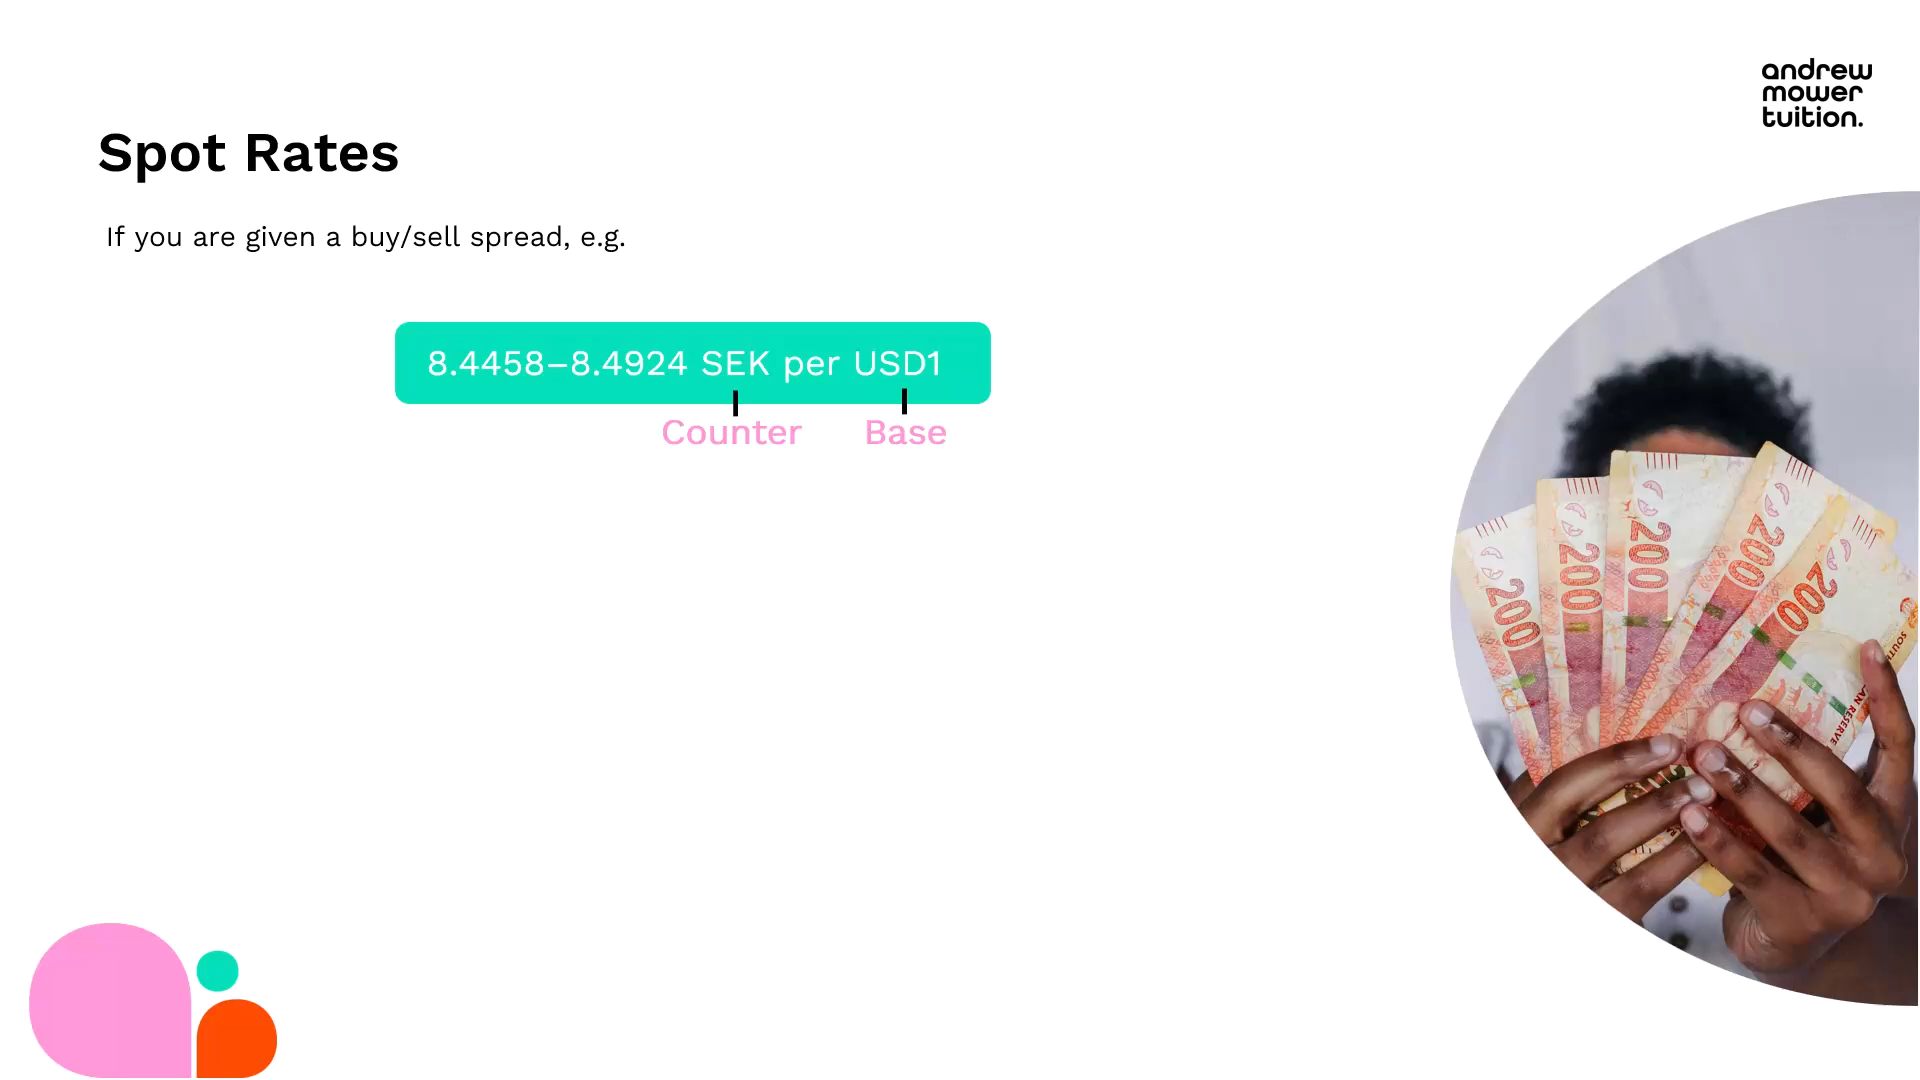 andrew
mower
tuition.
Spot Rates
If you are given a buy/sell spread, e.g.
8.4458–8.4924 SEK per USD1
Counter Base
200
200
200
200
200